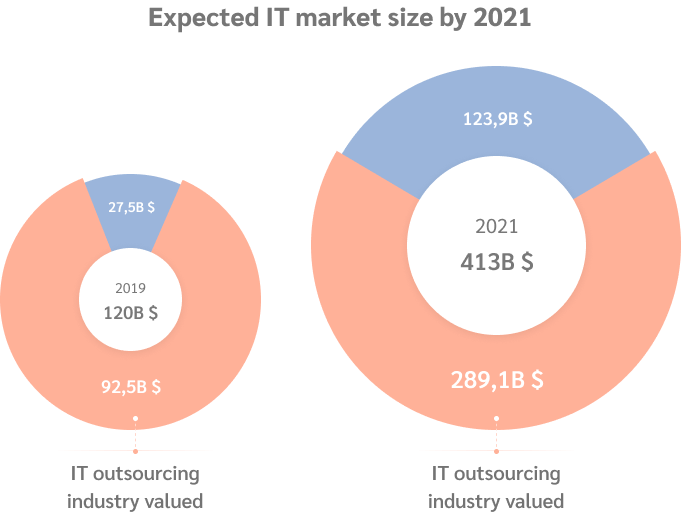 Expected IT market size by 2021
27,5B $
2019
120B $
92,5B $
IT outsourcing
industry valued
123,9B $
2021
413B $
289,1B $
IT outsourcing
industry valued